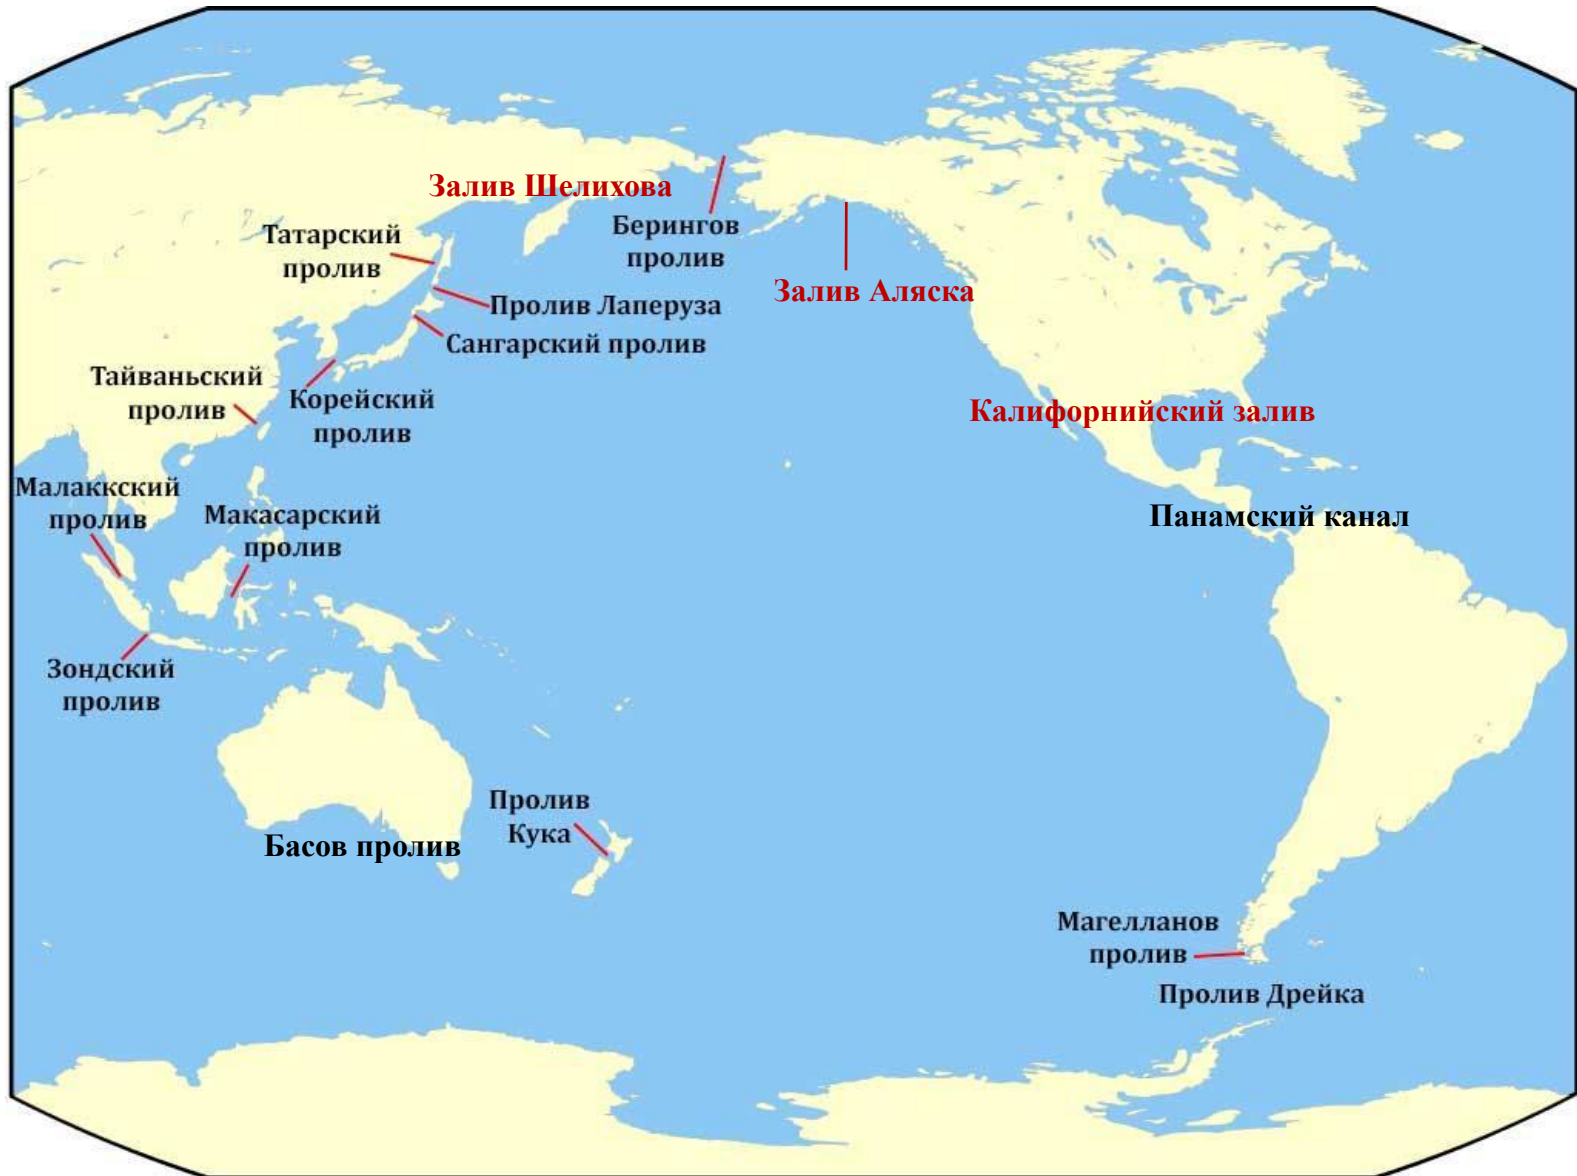 Залив Шелихова
Берингов
пролив
Татарский
пролив
Залив Аляска
Пролив Лаперуза
Сангарский пролив
Тайваньский
пролив
Корейский
пролив
Калифорнийский залив
Малаккский
пролив
Макасарский
пролив
Панамский канал
Зондский
пролив
Пролив
Кука
Басов пролив
Магелланов
пролив
Пролив Дрейка